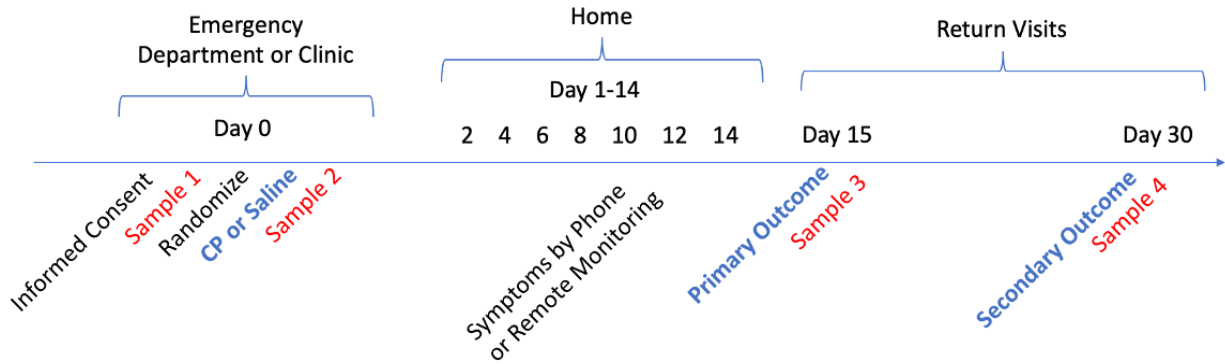 Emergency
Department or Clinic
Home
Return Visits
Day 0
Day 1-14
2 4 6 8 10 12 14
Day 15
Day 30
Informed Consent
Sample 1
Randomize
CP or Saline
Sample 2
Symptoms by Phone
or Remote Monitoring
Primary Outcome
Sample 3
Secondary Outcome
Sample 4